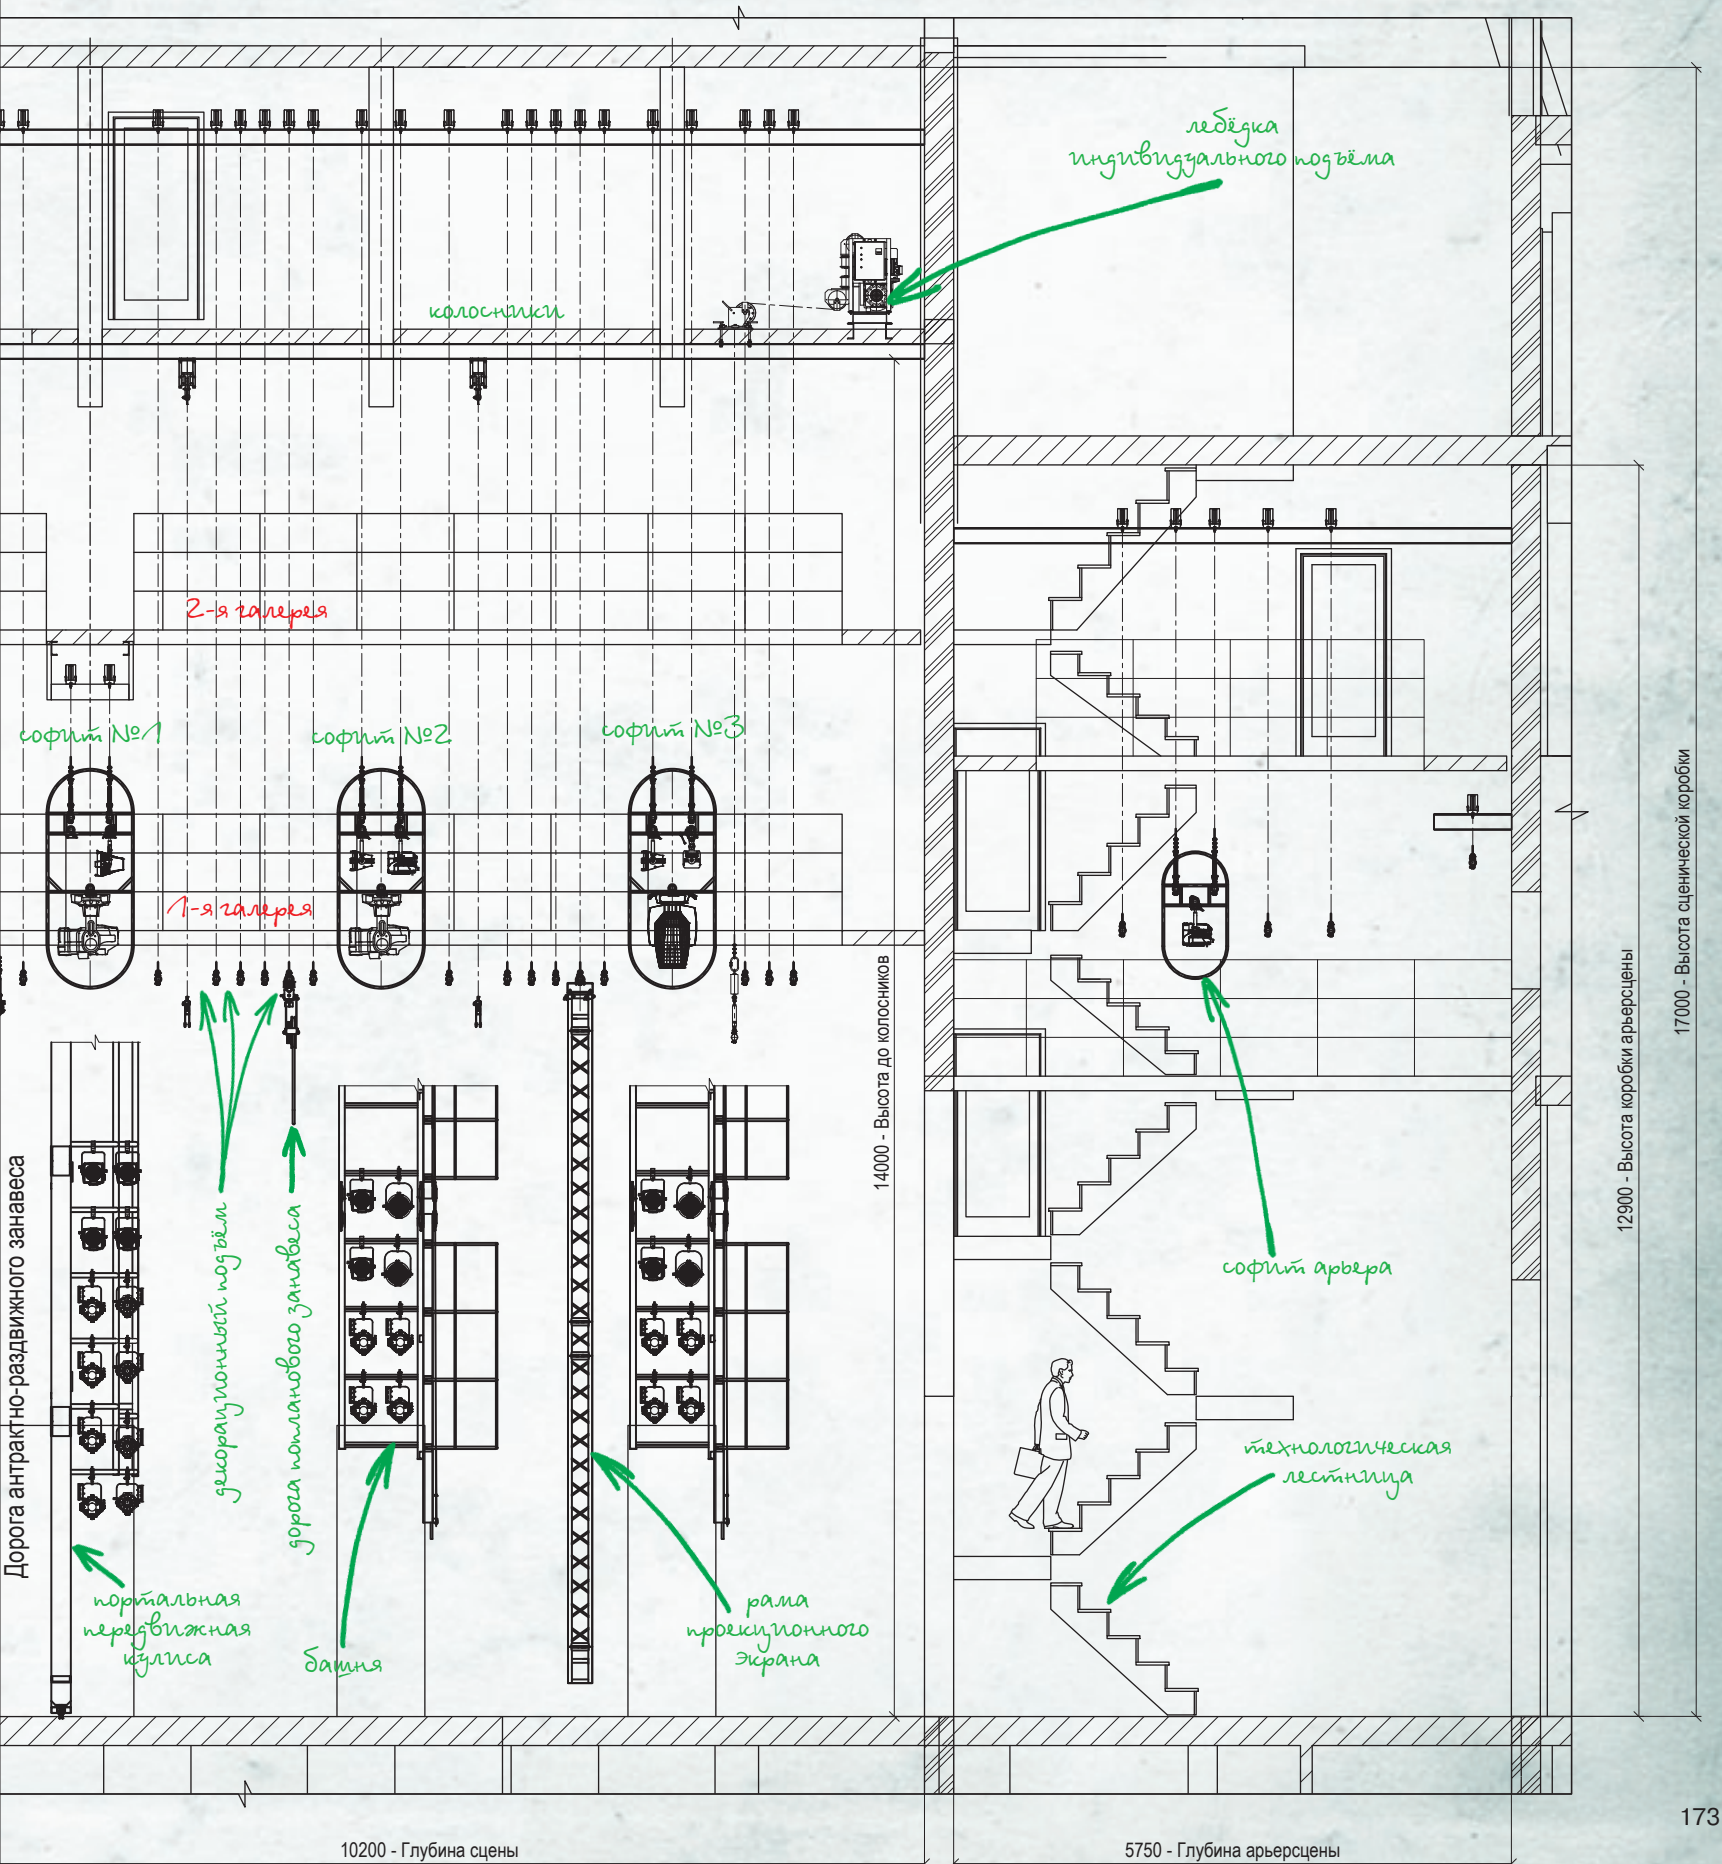 лебёдка
индивидуального подъёма
колосники
2-я галерея
софит №1
софит №2
софит №3
1-я галерея
14000 - Высота до колосников
12900 - Высота коробки арьерсцены
17000 - Высота сценической коробки
Дорога антрактно-раздвижного занавеса
декорационный подъём
дорога попланового занавеса
софит арьера
технологическая
лестница
портальная
передвижная
кулиса
башня
рама
проекционного
экрана
173
10200 - Глубина сцены
5750 - Глубина арьерсцены